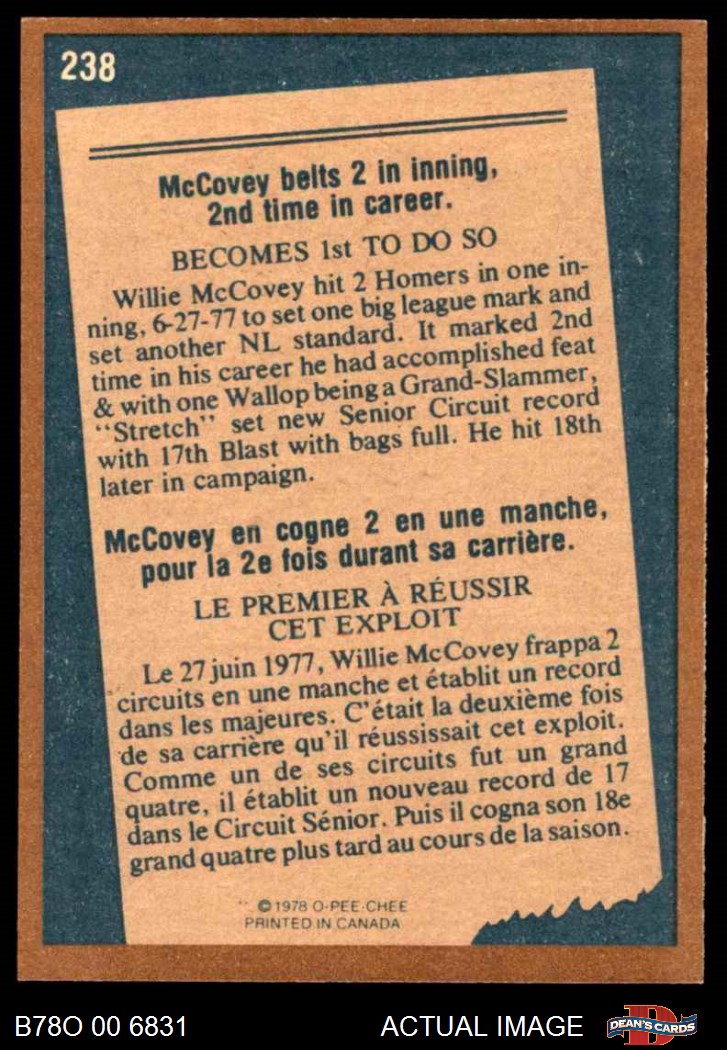 238
McCovey belts 2 in inning,
2nd time in career.
BECOMES 1st TO DO SO
Willie McCovey hit 2 Homers in one in-
ning, 6-27-77 to set one big league mark and
set another NL standard. It marked 2nd
time in his career he had accomplished feat
& with one Wallop being a Grand-Slammer,
"Stretch" set new Senior Circuit record
with 17th Blast with bags full. He hit 18th
later in campaign.
McCovey en cogne 2 en une manche,
pour la 2e fois durant sa carrière.
LE PREMIER À RÉUSSIR
CET EXPLOIT
Le 27 juin 1977, Willie McCovey frappa 2
circuits en une manche et établit un record
dans les majeures. C'était la deuxième fois
de sa carrière qu'il réussissait cet exploit.
Comme un de ses circuits fut un grand
quatre, il établit un nouveau record de 17
dans le Circuit Sénior. Puis il cogna son 18e
grand quatre plus tard au cours de la saison.
© 1978 O-PEE-CHEE
PRINTED IN CANADA
B78O 00 6831
ACTUAL IMAGE
D
DEAN'S CARDS